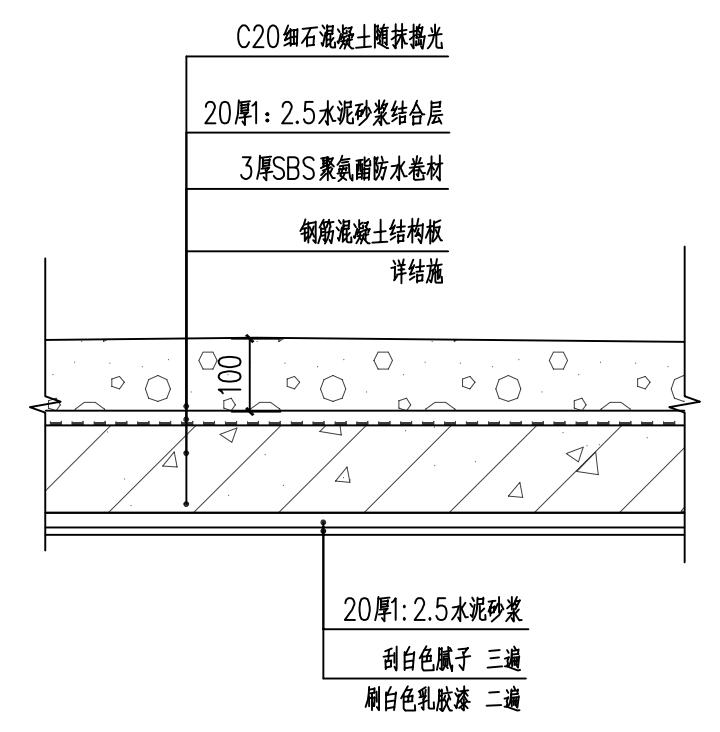 C20细石混凝土随抹捣光
20厚1：2.5水泥砂浆结合层
3厚SBS聚氨酯防水卷材
钢筋混凝土结构板
详结施
100
20厚1：2.5水泥砂浆
刮白色腻子 三遍
刷白色乳胶漆 二遍